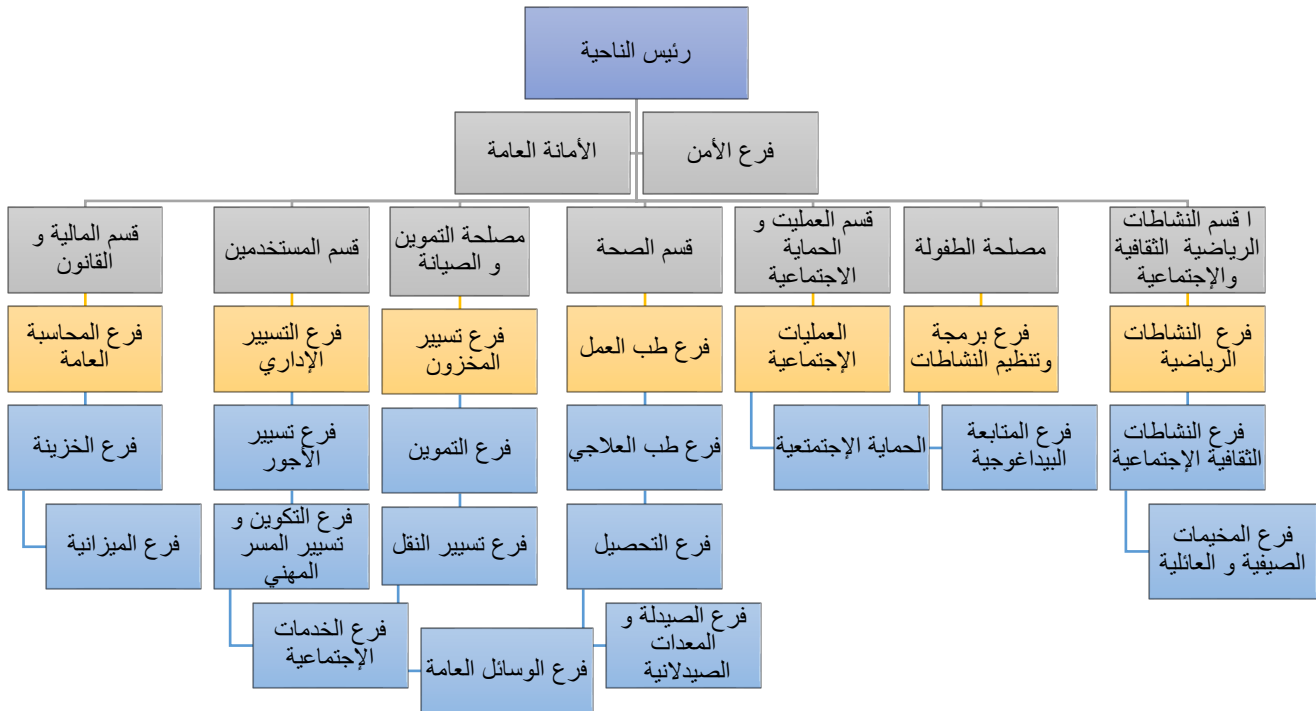 رئيس الناحية
فرع الأمن
الأمانة العامة
ا قسم النشاطات
الرياضية الثقافية
والإجتماعية
مصلحة الطفولة
قسم العمليت و
الحماية
الاجتماعية
قسم الصحة
مصلحة التموين
و الصيانة
قسم المستخدمين
قسم المالية و
القانون
فرع النشاطات
الرياضية
فرع برمجة
وتنظيم النشاطات
العمليات
الإجتماعية
فرع طب العمل
فرع تسيير
المخزون
فرع التسيير
الإداري
فرع المحاسبة
العامة
فرع النشاطات
الثقافية الإجتماعية
فرع المتابعة
البيداغوجية
الحماية الإجتمتعية
فرع طب العلاجي
فرع التموين
فرع تسيير
الأجور
فرع الخزينة
فرع المخيمات
الصيفية و العائلية
فرع التحصيل
فرع تسيير النقل
فرع التكوين و
تسيير المسر
المهني
فرع الميزانية
فرع الصيدلة و
المعدات
الصيدلانية
فرع الوسائل العامة
فرع الخدمات
الإجتماعية